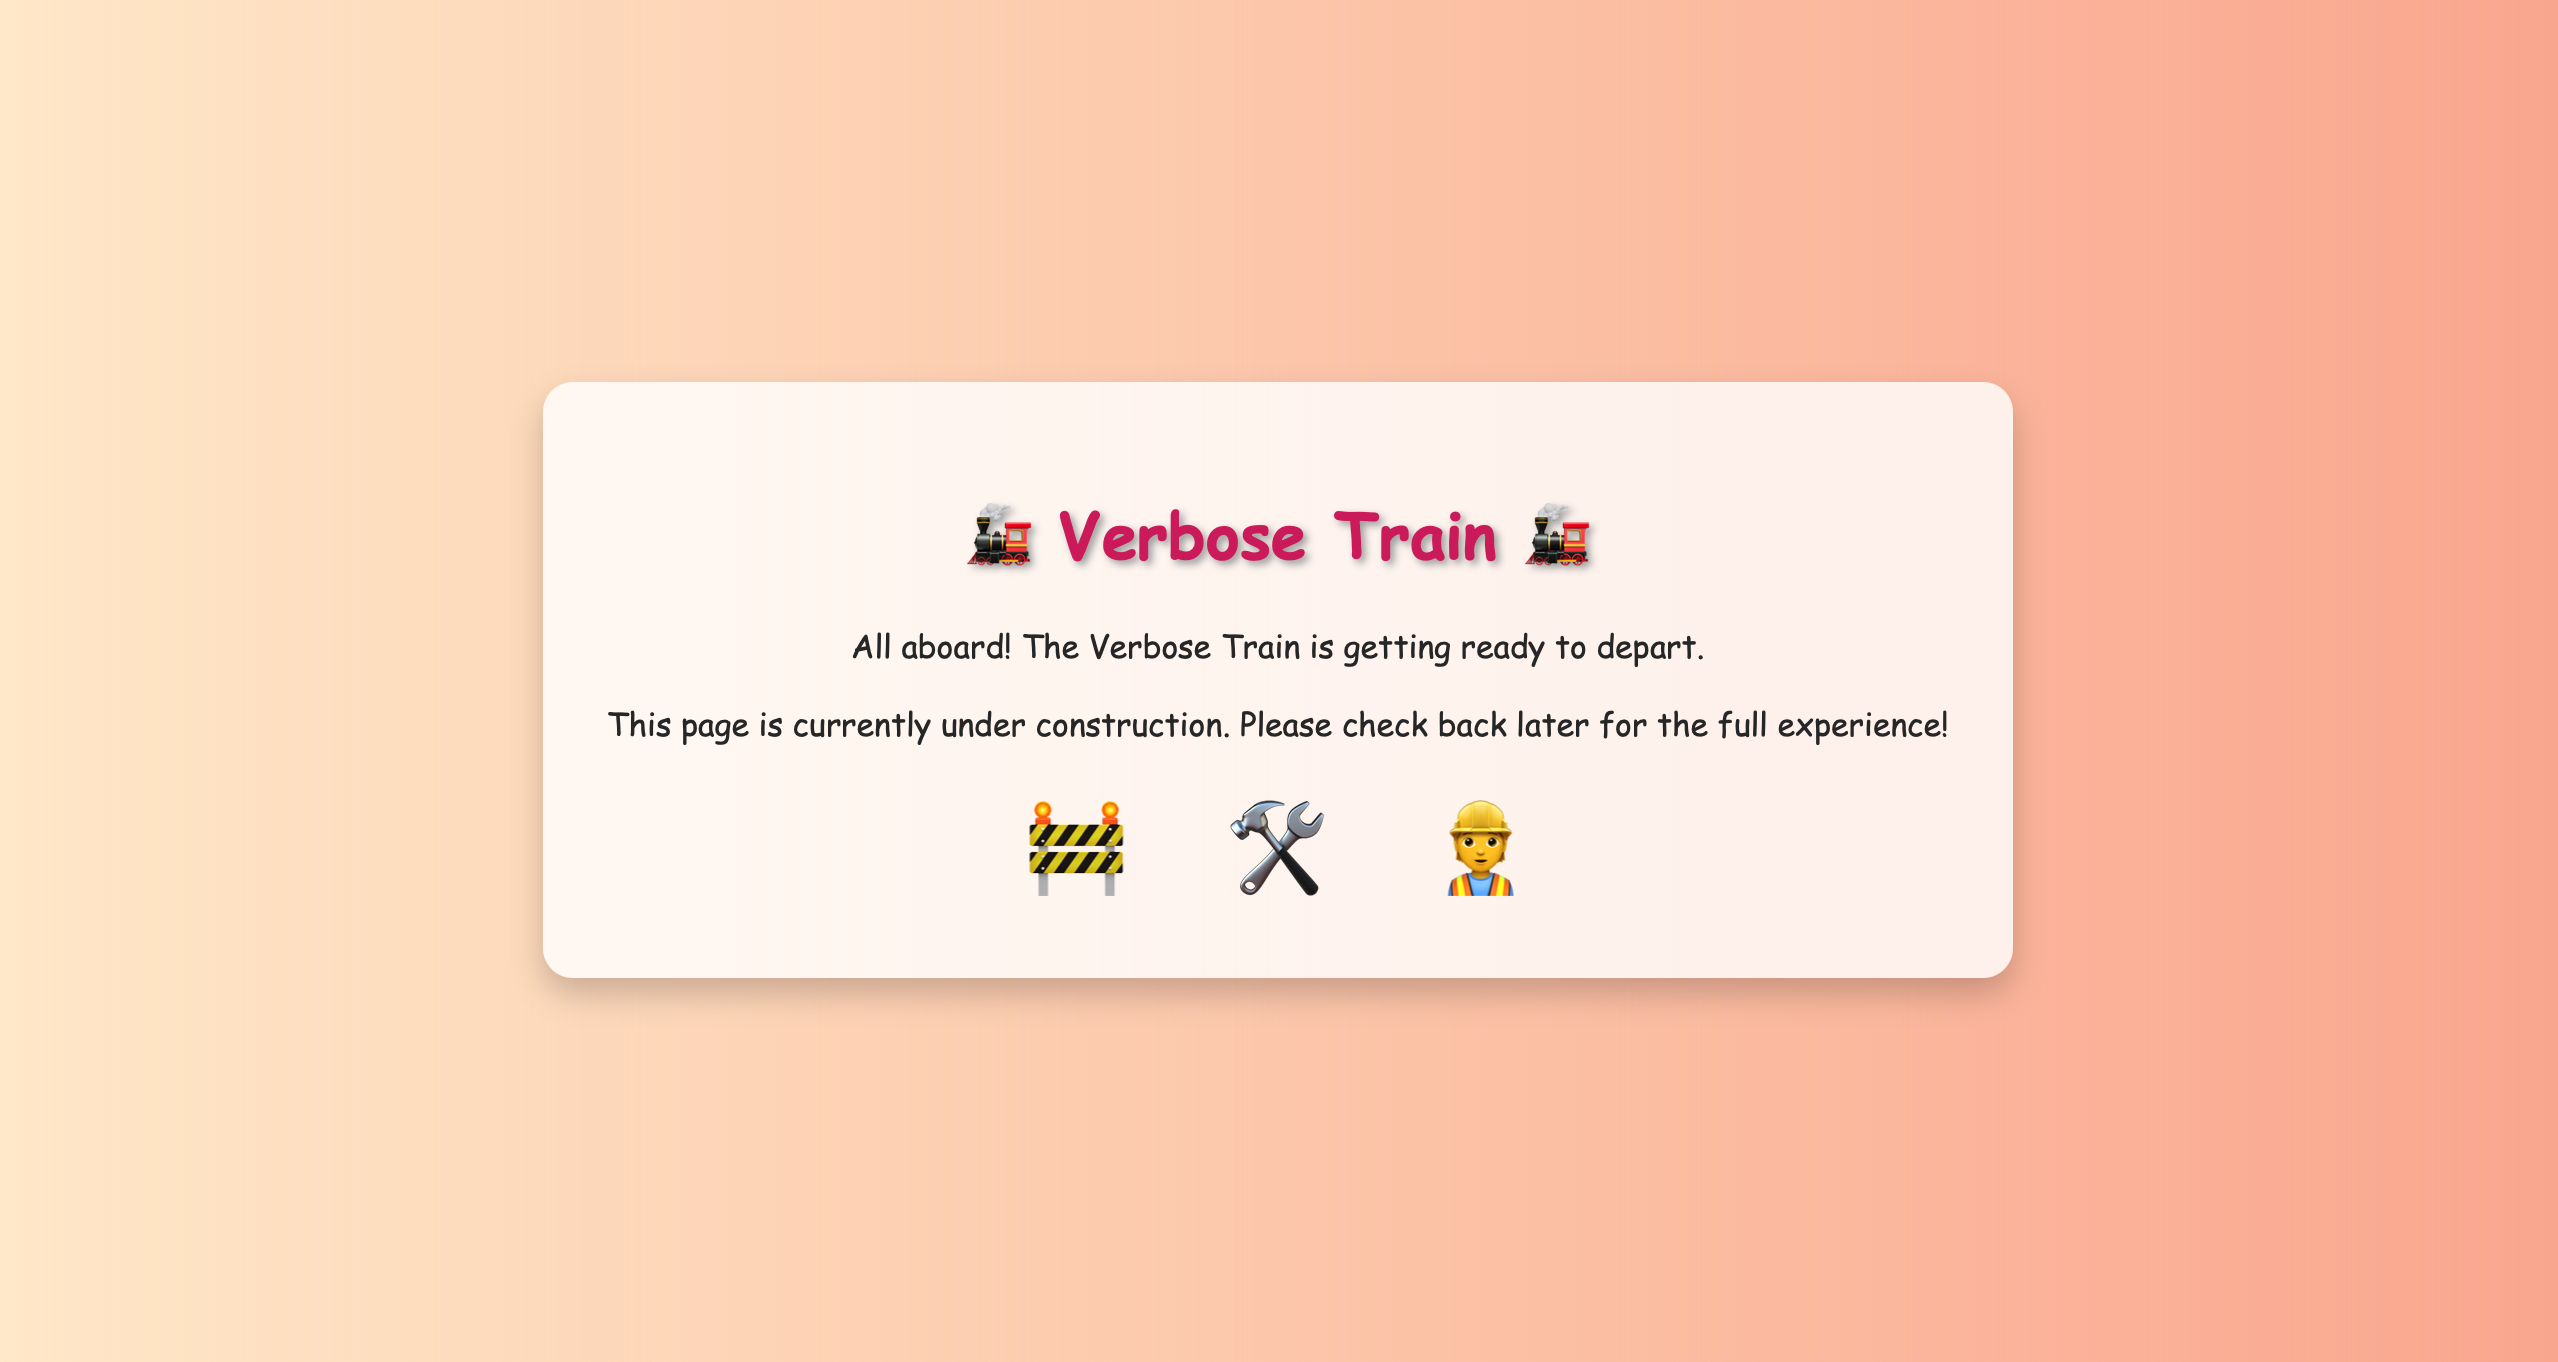 🚂 Verbose Train 🚂
All aboard! The Verbose Train is getting ready to depart.
This page is currently under construction. Please check back later for the full experience!